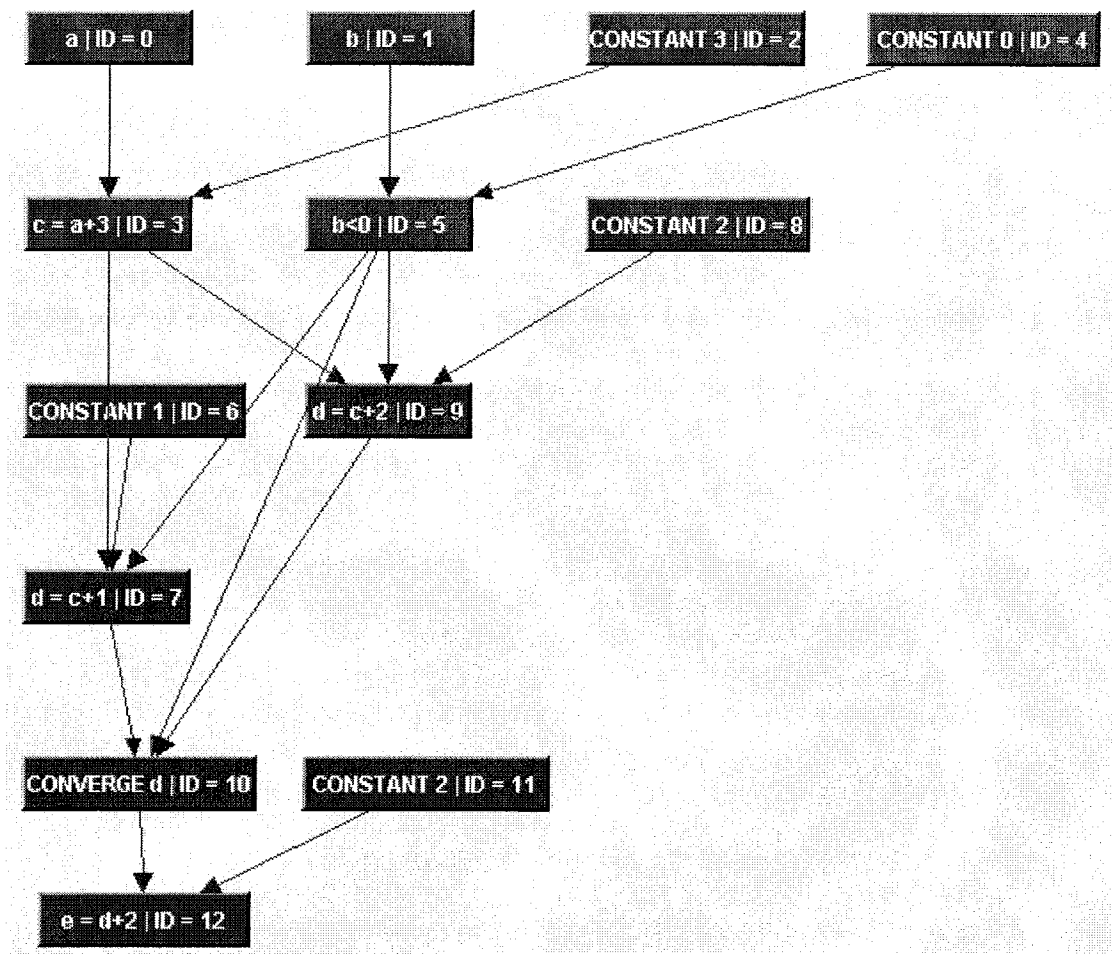 a | ID = 0
b | ID = 1
CONSTANT 3 | ID = 2
CONSTANT 0 | ID = 4
c = a+3 | ID = 3
b<0 | ID = 5
CONSTANT 2 | ID = 8
CONSTANT 1 | ID = 6
d = c+2 | ID = 9
d = c+1 | ID = 7
CONVERGE d | ID = 10
CONSTANT 2 | ID = 11
e = d+2 | ID = 12